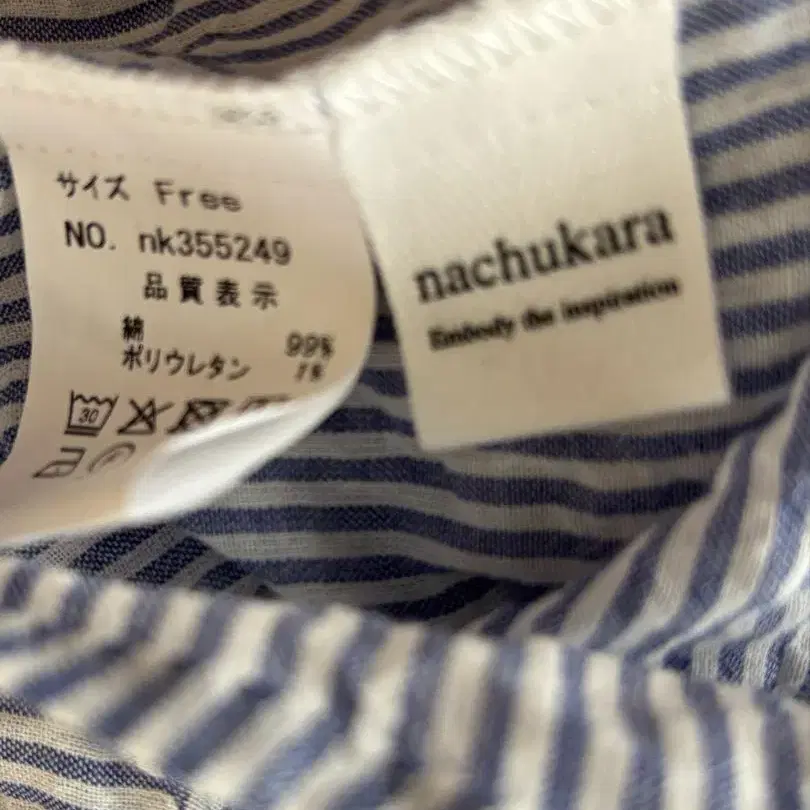 サイズ Free
NO. nk355249
品質表示
綿 99%
ポリウレタン 1%
30
nachukara
Embody the inspiration